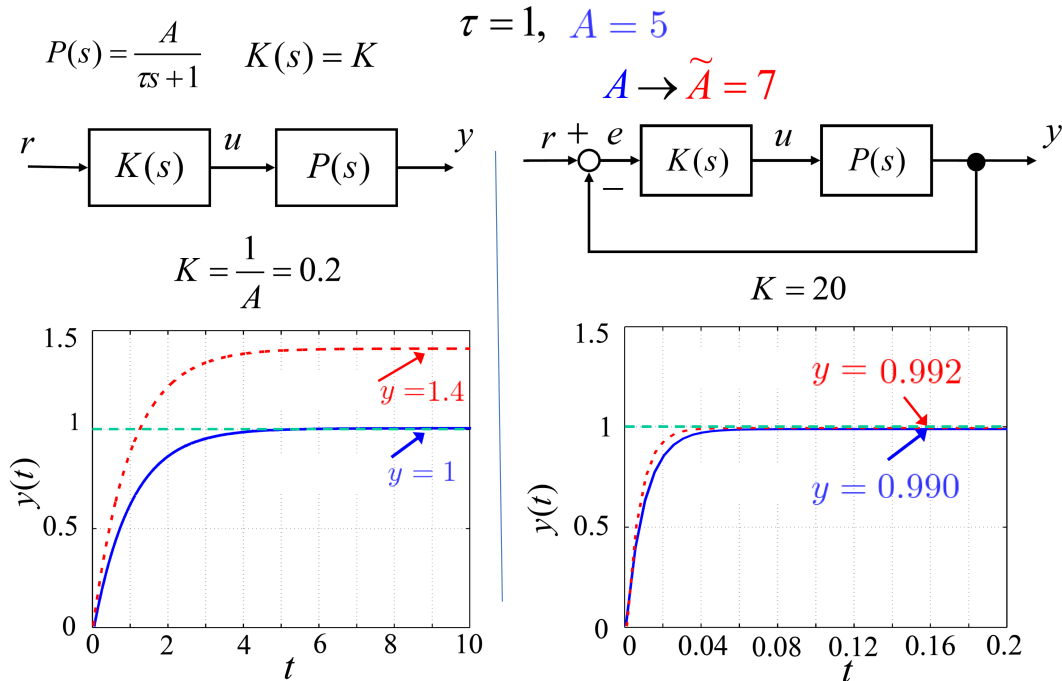 τ = 1, A = 5
P(s) = A / (τs + 1)   K(s) = K
A → Ã = 7
r K(s) u P(s) y
r + e K(s) u P(s) y
−
K = 1/A = 0.2
K = 20
1.5
1
0.5
0
y(t)
y = 1.4
y = 1
0 2 4 6 8 10
t
1.5
1
0.5
0
y(t)
y = 0.992
y = 0.990
0 0.04 0.08 0.12 0.16 0.2
t